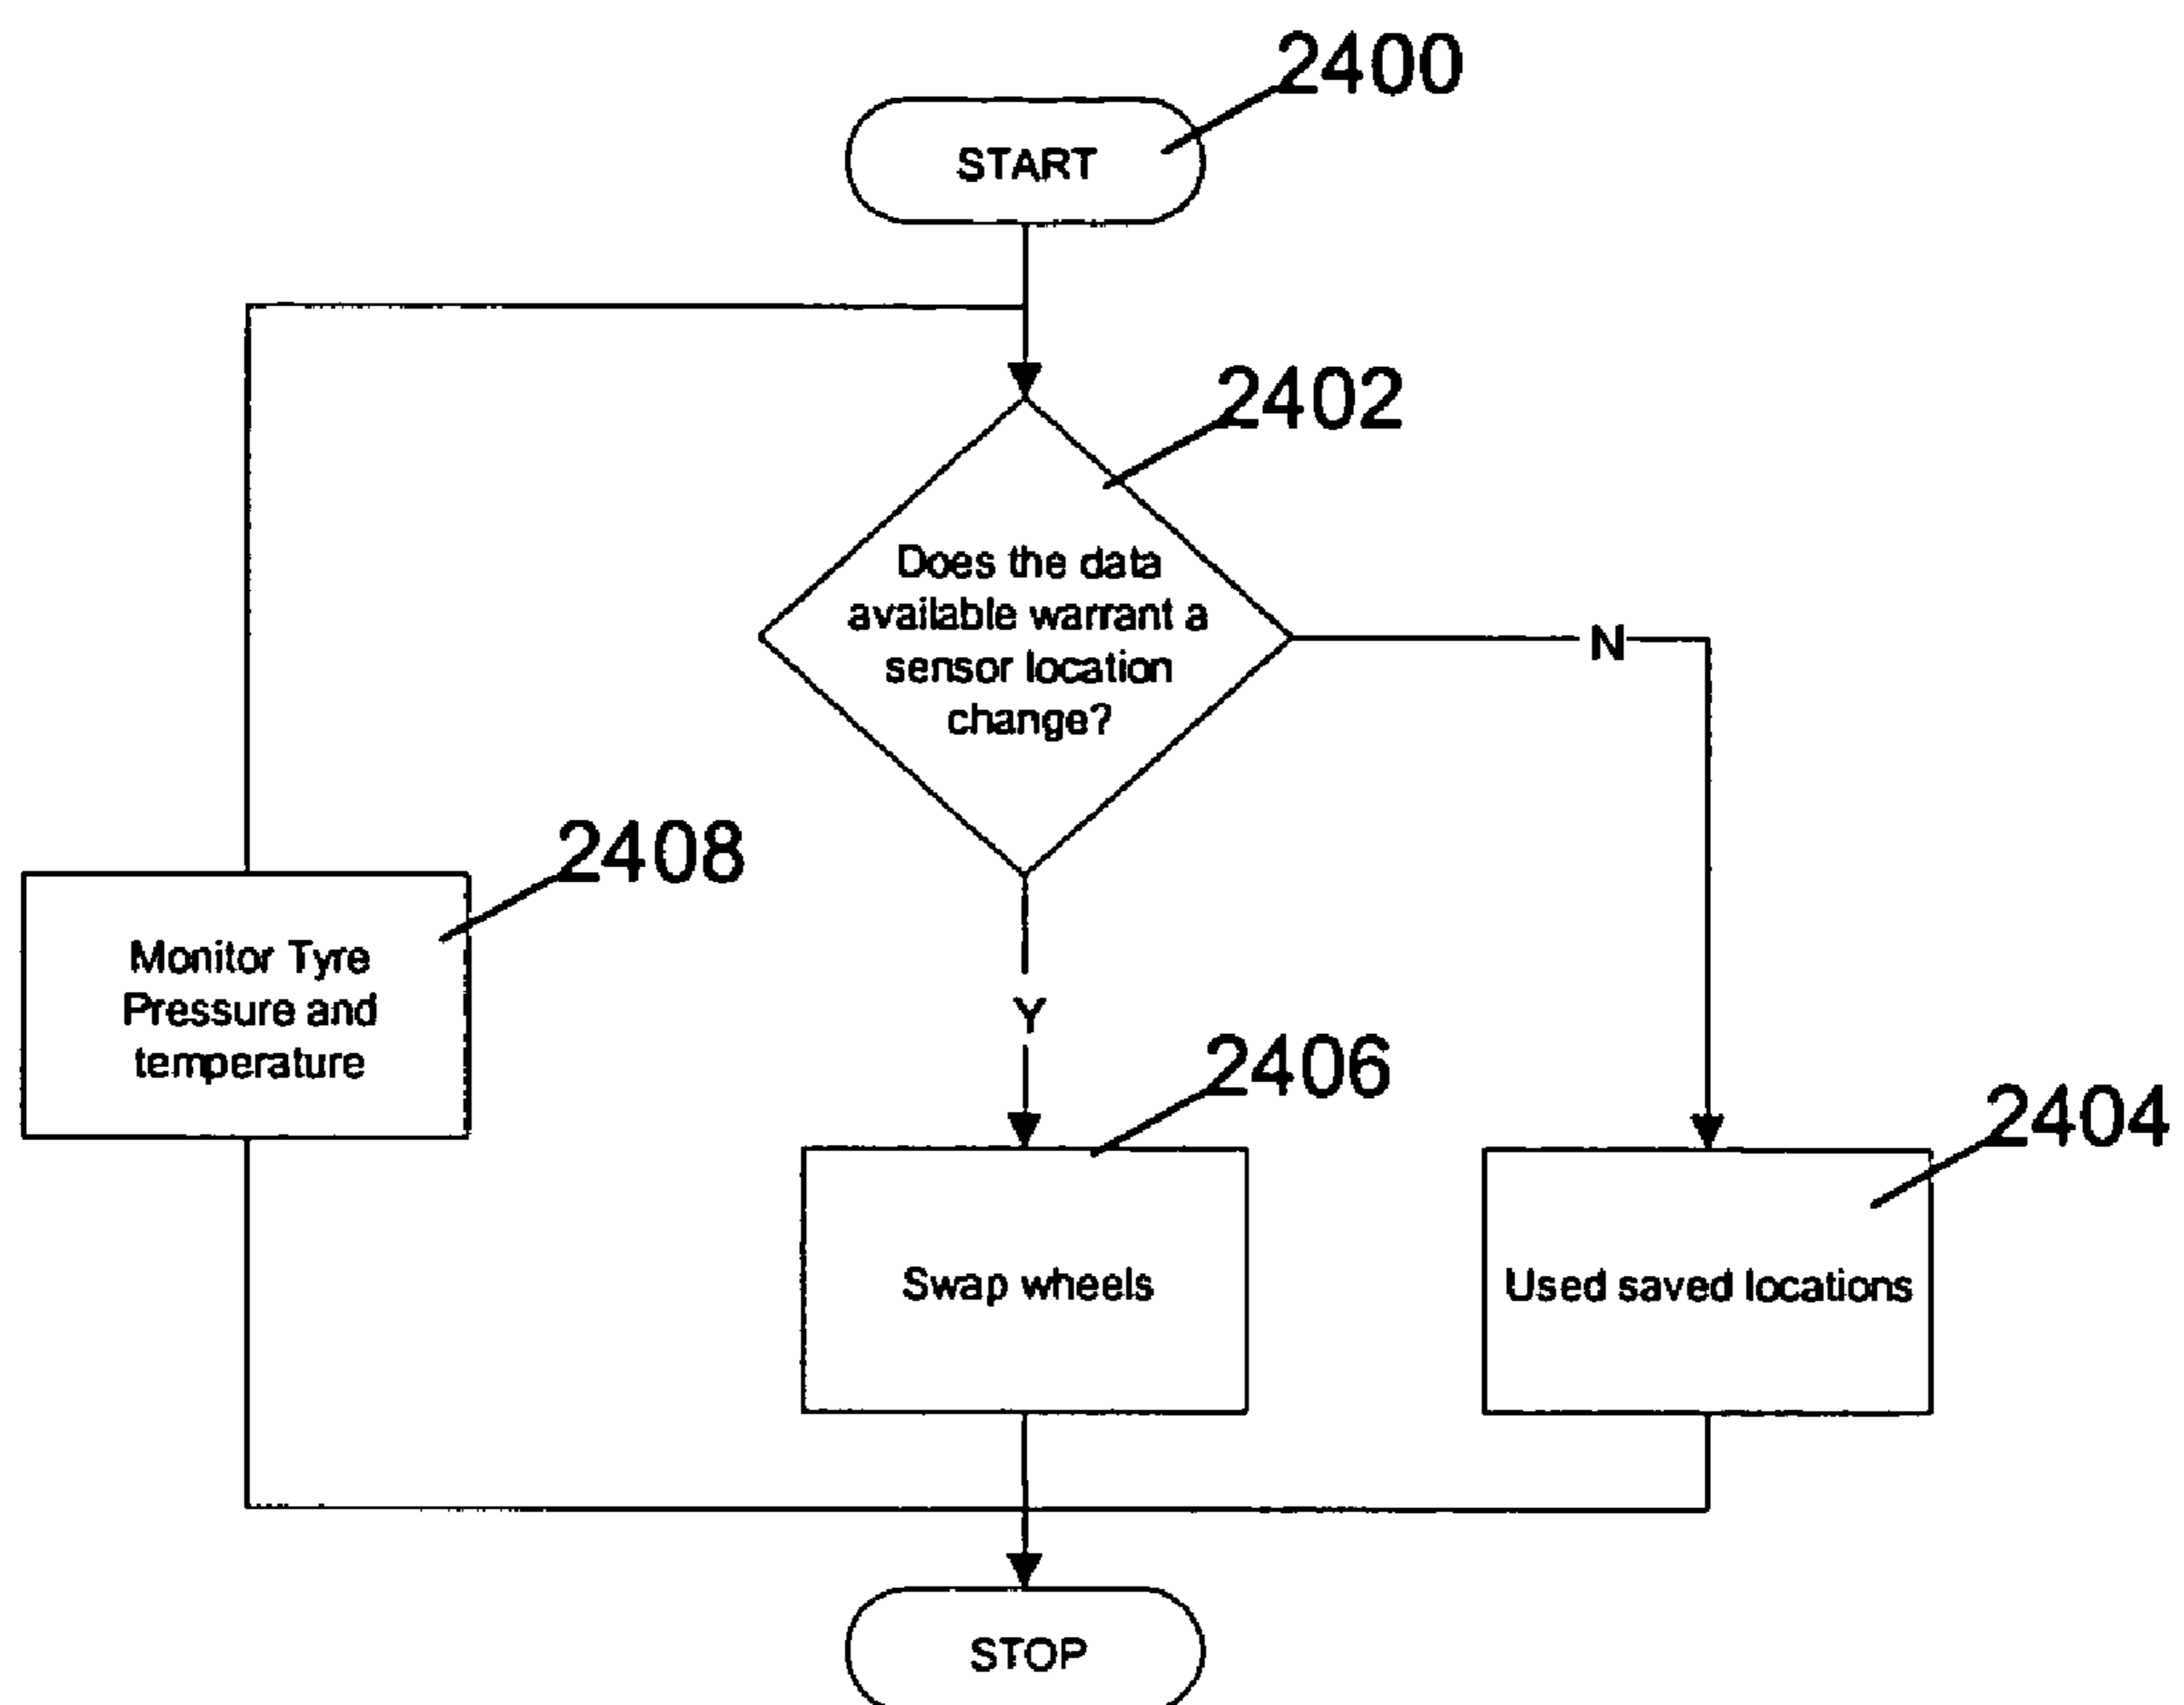 2400
START
2402
Does the data
available warrant a
sensor location
change?
N
2408
Monitor Tyre
Pressure and
temperature
Y
2406
Swap wheels
2404
Used saved locations
STOP